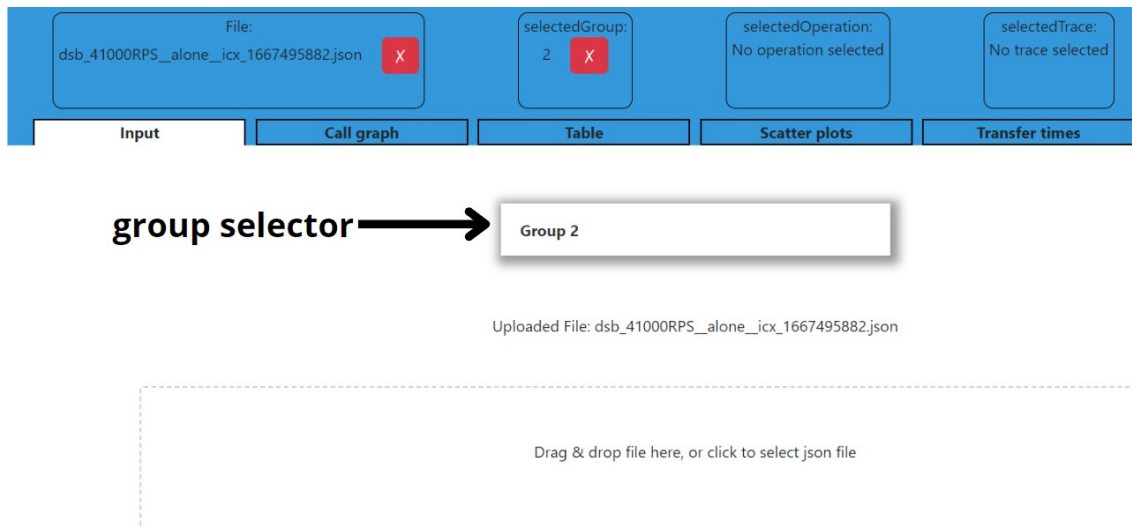 File:
dsb_41000RPS__alone__icx_1667495882.json X
selectedGroup:
2 X
selectedOperation:
No operation selected
selectedTrace:
No trace selected
Input
Call graph
Table
Scatter plots
Transfer times
group selector
Group 2
Uploaded File: dsb_41000RPS__alone__icx_1667495882.json
Drag & drop file here, or click to select json file